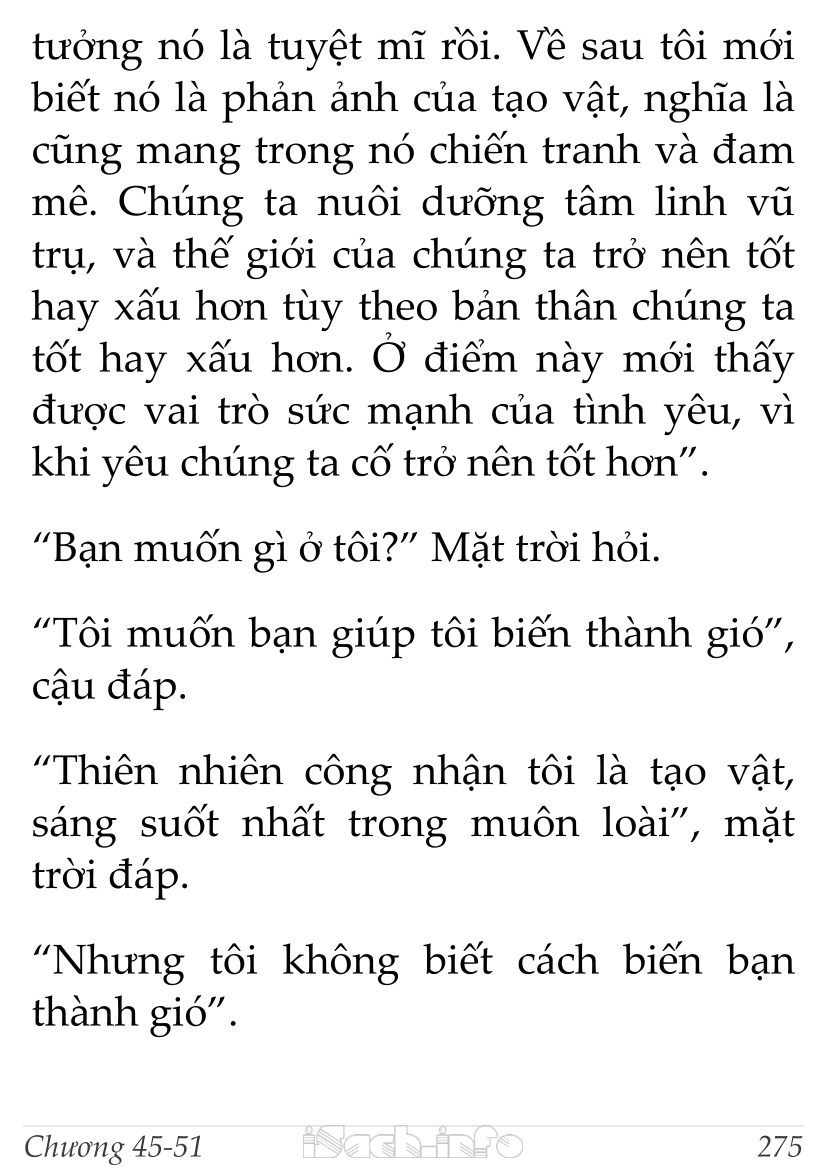 tưởng nó là tuyệt mĩ rồi. Về sau tôi mới
biết nó là phản ảnh của tạo vật, nghĩa là
cũng mang trong nó chiến tranh và đam
mê. Chúng ta nuôi dưỡng tâm linh vũ
trụ, và thế giới của chúng ta trở nên tốt
hay xấu hơn tùy theo bản thân chúng ta
tốt hay xấu hơn. Ở điểm này mới thấy
được vai trò sức mạnh của tình yêu, vì
khi yêu chúng ta cố trở nên tốt hơn”.
“Bạn muốn gì ở tôi?” Mặt trời hỏi.
“Tôi muốn bạn giúp tôi biến thành gió”,
cậu đáp.
“Thiên nhiên công nhận tôi là tạo vật,
sáng suốt nhất trong muôn loài”, mặt
trời đáp.
“Nhưng tôi không biết cách biến bạn
thành gió”.
Chương 45-51 iSach-info 275